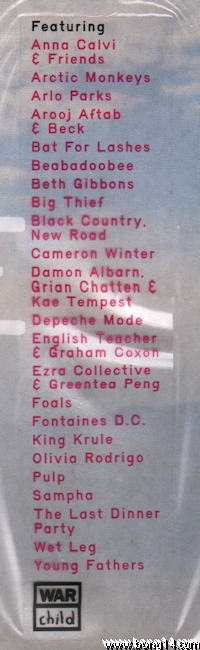 Featuring
Anna Calvi
& Friends
Arctic Monkeys
Arlo Parks
Arooj Aftab
& Beck
Bat For Lashes
Beabadoobee
Beth Gibbons
Big Thief
Black Country,
New Road
Cameron Winter
Damon Albarn,
Grian Chatten &
Kae Tempest
Depeche Mode
English Teacher
& Graham Coxon
Ezra Collective
& Greentea Peng
Foals
Fontaines D.C.
King Krule
Olivia Rodrigo
Pulp
Sampha
The Last Dinner
Party
Wet Leg
Young Fathers
WAR
child
www.bong14.com